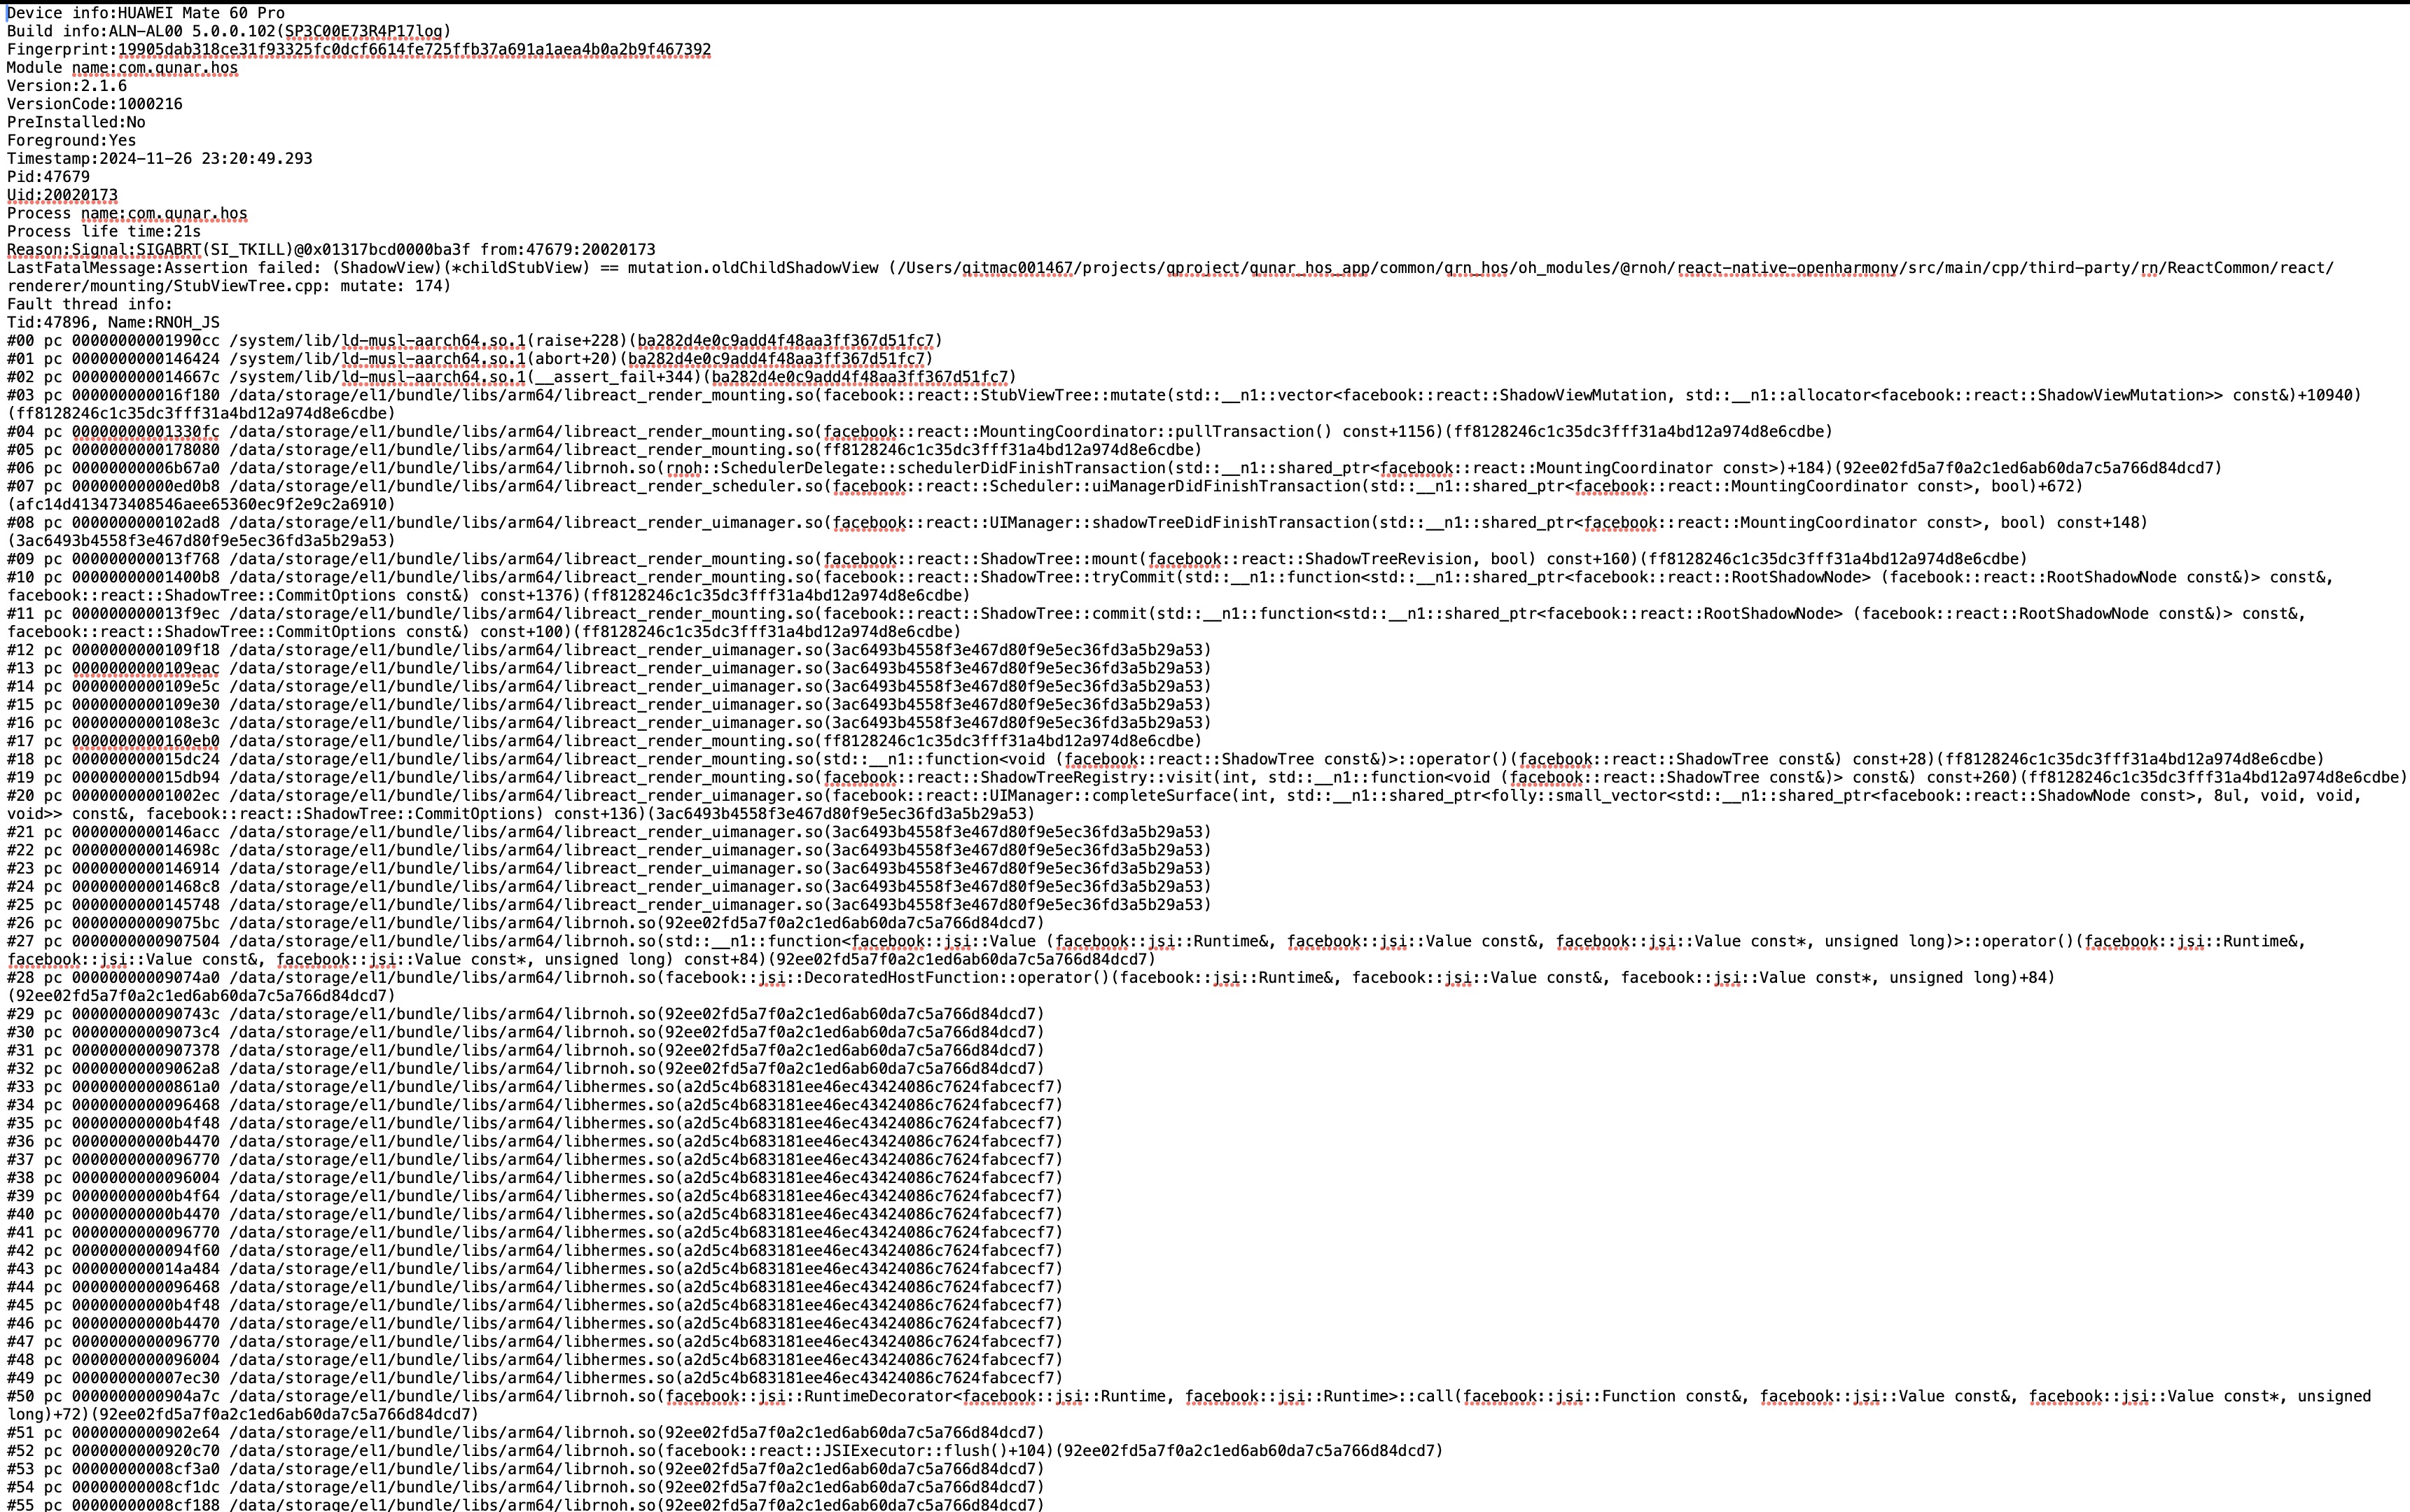 Device info:HUAWEI Mate 60 Pro
Build info:ALN-AL00 5.0.0.102(SP3C00E73R4P17log)
Fingerprint:19905dab318ce31f93325fc0dcf6614fe725ffb37a691a1aea4b0a2b9f467392
Module name:com.qunar.hos
Version:2.1.6
VersionCode:1000216
PreInstalled:No
Foreground:Yes
Timestamp:2024-11-26 23:20:49.293
Pid:47679
Uid:20020173
Process name:com.qunar.hos
Process life time:21s
Reason:Signal:SIGABRT(SI_TKILL)@0x01317bcd0000ba3f from:47679:20020173
LastFatalMessage:Assertion failed: (ShadowView)(*childStubView) == mutation.oldChildShadowView (/Users/gitmac001467/projects/qproject/qunar_hos_app/common/qrn_hos/oh_modules/@rnoh/react-native-openharmony/src/main/cpp/third-party/rn/ReactCommon/react/
renderer/mounting/StubViewTree.cpp: mutate: 174)
Fault thread info:
Tid:47896, Name:RNOH_JS
#00 pc 00000000001990cc /system/lib/ld-musl-aarch64.so.1(raise+228)(ba282d4e0c9add4f48aa3ff367d51fc7)
#01 pc 0000000000146424 /system/lib/ld-musl-aarch64.so.1(abort+20)(ba282d4e0c9add4f48aa3ff367d51fc7)
#02 pc 000000000014667c /system/lib/ld-musl-aarch64.so.1(__assert_fail+344)(ba282d4e0c9add4f48aa3ff367d51fc7)
#03 pc 000000000016f180 /data/storage/el1/bundle/libs/arm64/libreact_render_mounting.so(facebook::react::StubViewTree::mutate(std::__n1::vector<facebook::react::ShadowViewMutation, std::__n1::allocator<facebook::react::ShadowViewMutation>> const&)+10940)
(ff8128246c1c35dc3fff31a4bd12a974d8e6cdbe)
#04 pc 00000000001330fc /data/storage/el1/bundle/libs/arm64/libreact_render_mounting.so(facebook::react::MountingCoordinator::pullTransaction() const+1156)(ff8128246c1c35dc3fff31a4bd12a974d8e6cdbe)
#05 pc 0000000000178080 /data/storage/el1/bundle/libs/arm64/libreact_render_mounting.so(ff8128246c1c35dc3fff31a4bd12a974d8e6cdbe)
#06 pc 00000000006b67a0 /data/storage/el1/bundle/libs/arm64/librnoh.so(rnoh::SchedulerDelegate::schedulerDidFinishTransaction(std::__n1::shared_ptr<facebook::react::MountingCoordinator const>)+184)(92ee02fd5a7f0a2c1ed6ab60da7c5a766d84dcd7)
#07 pc 00000000000ed0b8 /data/storage/el1/bundle/libs/arm64/libreact_render_scheduler.so(facebook::react::Scheduler::uiManagerDidFinishTransaction(std::__n1::shared_ptr<facebook::react::MountingCoordinator const>, bool)+672)
(afc14d413473408546aee65360ec9f2e9c2a6910)
#08 pc 0000000000102ad8 /data/storage/el1/bundle/libs/arm64/libreact_render_uimanager.so(facebook::react::UIManager::shadowTreeDidFinishTransaction(std::__n1::shared_ptr<facebook::react::MountingCoordinator const>, bool) const+148)
(3ac6493b4558f3e467d80f9e5ec36fd3a5b29a53)
#09 pc 000000000013f768 /data/storage/el1/bundle/libs/arm64/libreact_render_mounting.so(facebook::react::ShadowTree::mount(facebook::react::ShadowTreeRevision, bool) const+160)(ff8128246c1c35dc3fff31a4bd12a974d8e6cdbe)
#10 pc 00000000001400b8 /data/storage/el1/bundle/libs/arm64/libreact_render_mounting.so(facebook::react::ShadowTree::tryCommit(std::__n1::function<std::__n1::shared_ptr<facebook::react::RootShadowNode> (facebook::react::RootShadowNode const&)> const&,
facebook::react::ShadowTree::CommitOptions const&) const+1376)(ff8128246c1c35dc3fff31a4bd12a974d8e6cdbe)
#11 pc 000000000013f9ec /data/storage/el1/bundle/libs/arm64/libreact_render_mounting.so(facebook::react::ShadowTree::commit(std::__n1::function<std::__n1::shared_ptr<facebook::react::RootShadowNode> (facebook::react::RootShadowNode const&)> const&,
facebook::react::ShadowTree::CommitOptions const&) const+100)(ff8128246c1c35dc3fff31a4bd12a974d8e6cdbe)
#12 pc 0000000000109f18 /data/storage/el1/bundle/libs/arm64/libreact_render_uimanager.so(3ac6493b4558f3e467d80f9e5ec36fd3a5b29a53)
#13 pc 0000000000109eac /data/storage/el1/bundle/libs/arm64/libreact_render_uimanager.so(3ac6493b4558f3e467d80f9e5ec36fd3a5b29a53)
#14 pc 0000000000109e5c /data/storage/el1/bundle/libs/arm64/libreact_render_uimanager.so(3ac6493b4558f3e467d80f9e5ec36fd3a5b29a53)
#15 pc 0000000000109e30 /data/storage/el1/bundle/libs/arm64/libreact_render_uimanager.so(3ac6493b4558f3e467d80f9e5ec36fd3a5b29a53)
#16 pc 0000000000108e3c /data/storage/el1/bundle/libs/arm64/libreact_render_uimanager.so(3ac6493b4558f3e467d80f9e5ec36fd3a5b29a53)
#17 pc 0000000000160eb0 /data/storage/el1/bundle/libs/arm64/libreact_render_mounting.so(ff8128246c1c35dc3fff31a4bd12a974d8e6cdbe)
#18 pc 000000000015dc24 /data/storage/el1/bundle/libs/arm64/libreact_render_mounting.so(std::__n1::function<void (facebook::react::ShadowTree const&)>::operator()(facebook::react::ShadowTree const&) const+28)(ff8128246c1c35dc3fff31a4bd12a974d8e6cdbe)
#19 pc 000000000015db94 /data/storage/el1/bundle/libs/arm64/libreact_render_mounting.so(facebook::react::ShadowTreeRegistry::visit(int, std::__n1::function<void (facebook::react::ShadowTree const&)> const&) const+260)(ff8128246c1c35dc3fff31a4bd12a974d8e6cdbe)
#20 pc 00000000001002ec /data/storage/el1/bundle/libs/arm64/libreact_render_uimanager.so(facebook::react::UIManager::completeSurface(int, std::__n1::shared_ptr<folly::small_vector<std::__n1::shared_ptr<facebook::react::ShadowNode const>, 8ul, void, void,
void>> const&, facebook::react::ShadowTree::CommitOptions) const+136)(3ac6493b4558f3e467d80f9e5ec36fd3a5b29a53)
#21 pc 0000000000146acc /data/storage/el1/bundle/libs/arm64/libreact_render_uimanager.so(3ac6493b4558f3e467d80f9e5ec36fd3a5b29a53)
#22 pc 000000000014698c /data/storage/el1/bundle/libs/arm64/libreact_render_uimanager.so(3ac6493b4558f3e467d80f9e5ec36fd3a5b29a53)
#23 pc 0000000000146914 /data/storage/el1/bundle/libs/arm64/libreact_render_uimanager.so(3ac6493b4558f3e467d80f9e5ec36fd3a5b29a53)
#24 pc 00000000001468c8 /data/storage/el1/bundle/libs/arm64/libreact_render_uimanager.so(3ac6493b4558f3e467d80f9e5ec36fd3a5b29a53)
#25 pc 0000000000145748 /data/storage/el1/bundle/libs/arm64/libreact_render_uimanager.so(3ac6493b4558f3e467d80f9e5ec36fd3a5b29a53)
#26 pc 00000000009075bc /data/storage/el1/bundle/libs/arm64/librnoh.so(92ee02fd5a7f0a2c1ed6ab60da7c5a766d84dcd7)
#27 pc 0000000000907504 /data/storage/el1/bundle/libs/arm64/librnoh.so(std::__n1::function<facebook::jsi::Value (facebook::jsi::Runtime&, facebook::jsi::Value const&, facebook::jsi::Value const*, unsigned long)>::operator()(facebook::jsi::Runtime&,
facebook::jsi::Value const&, facebook::jsi::Value const*, unsigned long) const+84)(92ee02fd5a7f0a2c1ed6ab60da7c5a766d84dcd7)
#28 pc 00000000009074a0 /data/storage/el1/bundle/libs/arm64/librnoh.so(facebook::jsi::DecoratedHostFunction::operator()(facebook::jsi::Runtime&, facebook::jsi::Value const&, facebook::jsi::Value const*, unsigned long)+84)
(92ee02fd5a7f0a2c1ed6ab60da7c5a766d84dcd7)
#29 pc 000000000090743c /data/storage/el1/bundle/libs/arm64/librnoh.so(92ee02fd5a7f0a2c1ed6ab60da7c5a766d84dcd7)
#30 pc 00000000009073c4 /data/storage/el1/bundle/libs/arm64/librnoh.so(92ee02fd5a7f0a2c1ed6ab60da7c5a766d84dcd7)
#31 pc 0000000000907378 /data/storage/el1/bundle/libs/arm64/librnoh.so(92ee02fd5a7f0a2c1ed6ab60da7c5a766d84dcd7)
#32 pc 00000000009062a8 /data/storage/el1/bundle/libs/arm64/librnoh.so(92ee02fd5a7f0a2c1ed6ab60da7c5a766d84dcd7)
#33 pc 00000000000861a0 /data/storage/el1/bundle/libs/arm64/libhermes.so(a2d5c4b683181ee46ec43424086c7624fabcecf7)
#34 pc 0000000000096468 /data/storage/el1/bundle/libs/arm64/libhermes.so(a2d5c4b683181ee46ec43424086c7624fabcecf7)
#35 pc 00000000000b4f48 /data/storage/el1/bundle/libs/arm64/libhermes.so(a2d5c4b683181ee46ec43424086c7624fabcecf7)
#36 pc 00000000000b4470 /data/storage/el1/bundle/libs/arm64/libhermes.so(a2d5c4b683181ee46ec43424086c7624fabcecf7)
#37 pc 0000000000096770 /data/storage/el1/bundle/libs/arm64/libhermes.so(a2d5c4b683181ee46ec43424086c7624fabcecf7)
#38 pc 0000000000096004 /data/storage/el1/bundle/libs/arm64/libhermes.so(a2d5c4b683181ee46ec43424086c7624fabcecf7)
#39 pc 00000000000b4f64 /data/storage/el1/bundle/libs/arm64/libhermes.so(a2d5c4b683181ee46ec43424086c7624fabcecf7)
#40 pc 00000000000b4470 /data/storage/el1/bundle/libs/arm64/libhermes.so(a2d5c4b683181ee46ec43424086c7624fabcecf7)
#41 pc 0000000000096770 /data/storage/el1/bundle/libs/arm64/libhermes.so(a2d5c4b683181ee46ec43424086c7624fabcecf7)
#42 pc 0000000000094f60 /data/storage/el1/bundle/libs/arm64/libhermes.so(a2d5c4b683181ee46ec43424086c7624fabcecf7)
#43 pc 000000000014a484 /data/storage/el1/bundle/libs/arm64/libhermes.so(a2d5c4b683181ee46ec43424086c7624fabcecf7)
#44 pc 0000000000096468 /data/storage/el1/bundle/libs/arm64/libhermes.so(a2d5c4b683181ee46ec43424086c7624fabcecf7)
#45 pc 00000000000b4f48 /data/storage/el1/bundle/libs/arm64/libhermes.so(a2d5c4b683181ee46ec43424086c7624fabcecf7)
#46 pc 00000000000b4470 /data/storage/el1/bundle/libs/arm64/libhermes.so(a2d5c4b683181ee46ec43424086c7624fabcecf7)
#47 pc 0000000000096770 /data/storage/el1/bundle/libs/arm64/libhermes.so(a2d5c4b683181ee46ec43424086c7624fabcecf7)
#48 pc 0000000000096004 /data/storage/el1/bundle/libs/arm64/libhermes.so(a2d5c4b683181ee46ec43424086c7624fabcecf7)
#49 pc 000000000007ec30 /data/storage/el1/bundle/libs/arm64/libhermes.so(a2d5c4b683181ee46ec43424086c7624fabcecf7)
#50 pc 0000000000904a7c /data/storage/el1/bundle/libs/arm64/librnoh.so(facebook::jsi::RuntimeDecorator<facebook::jsi::Runtime, facebook::jsi::Runtime>::call(facebook::jsi::Function const&, facebook::jsi::Value const&, facebook::jsi::Value const*, unsigned
long)+72)(92ee02fd5a7f0a2c1ed6ab60da7c5a766d84dcd7)
#51 pc 0000000000902e64 /data/storage/el1/bundle/libs/arm64/librnoh.so(92ee02fd5a7f0a2c1ed6ab60da7c5a766d84dcd7)
#52 pc 0000000000920c70 /data/storage/el1/bundle/libs/arm64/librnoh.so(facebook::react::JSIExecutor::flush()+104)(92ee02fd5a7f0a2c1ed6ab60da7c5a766d84dcd7)
#53 pc 00000000008cf3a0 /data/storage/el1/bundle/libs/arm64/librnoh.so(92ee02fd5a7f0a2c1ed6ab60da7c5a766d84dcd7)
#54 pc 00000000008cf1dc /data/storage/el1/bundle/libs/arm64/librnoh.so(92ee02fd5a7f0a2c1ed6ab60da7c5a766d84dcd7)
#55 pc 00000000008cf188 /data/storage/el1/bundle/libs/arm64/librnoh.so(92ee02fd5a7f0a2c1ed6ab60da7c5a766d84dcd7)